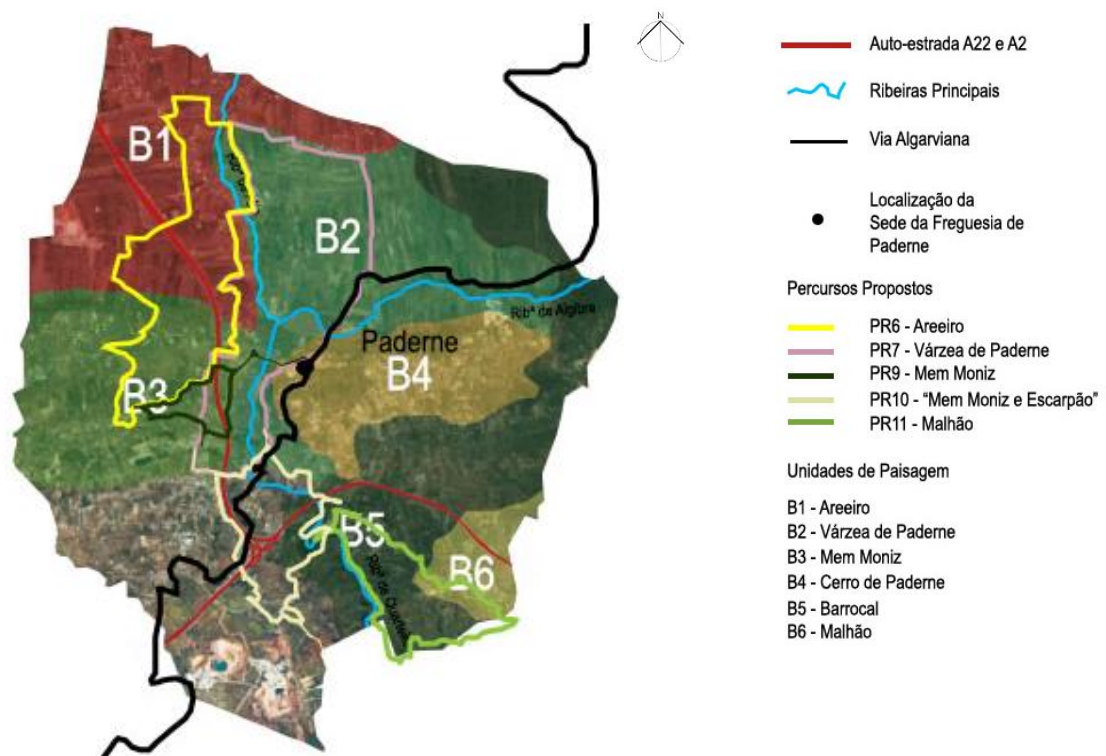 N
Auto-estrada A22 e A2
Ribeiras Principais
Via Algarviana
Localização da
Sede da Freguesia de
Paderne
Percursos Propostos
PR6 - Areeiro
PR7 - Várzea de Paderne
PR9 - Mem Moniz
PR10 - “Mem Moniz e Escarpão”
PR11 - Malhão
Unidades de Paisagem
B1 - Areeiro
B2 - Várzea de Paderne
B3 - Mem Moniz
B4 - Cerro de Paderne
B5 - Barrocal
B6 - Malhão
B1
B2
Ribª de Algibre
Paderne
B4
B3
B5
B6
Ribª de